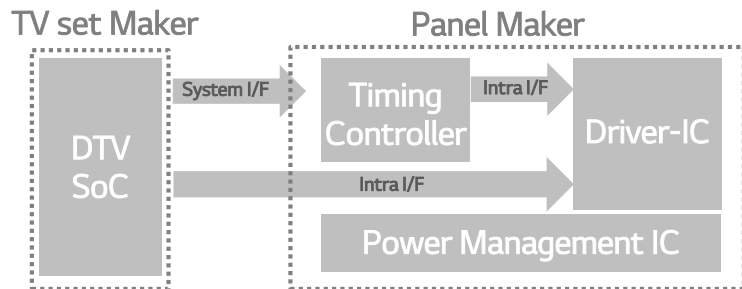 TV set Maker
Panel Maker
System I/F
Timing
Controller
Intra I/F
Driver-IC
DTV
SoC
Intra I/F
Power Management IC